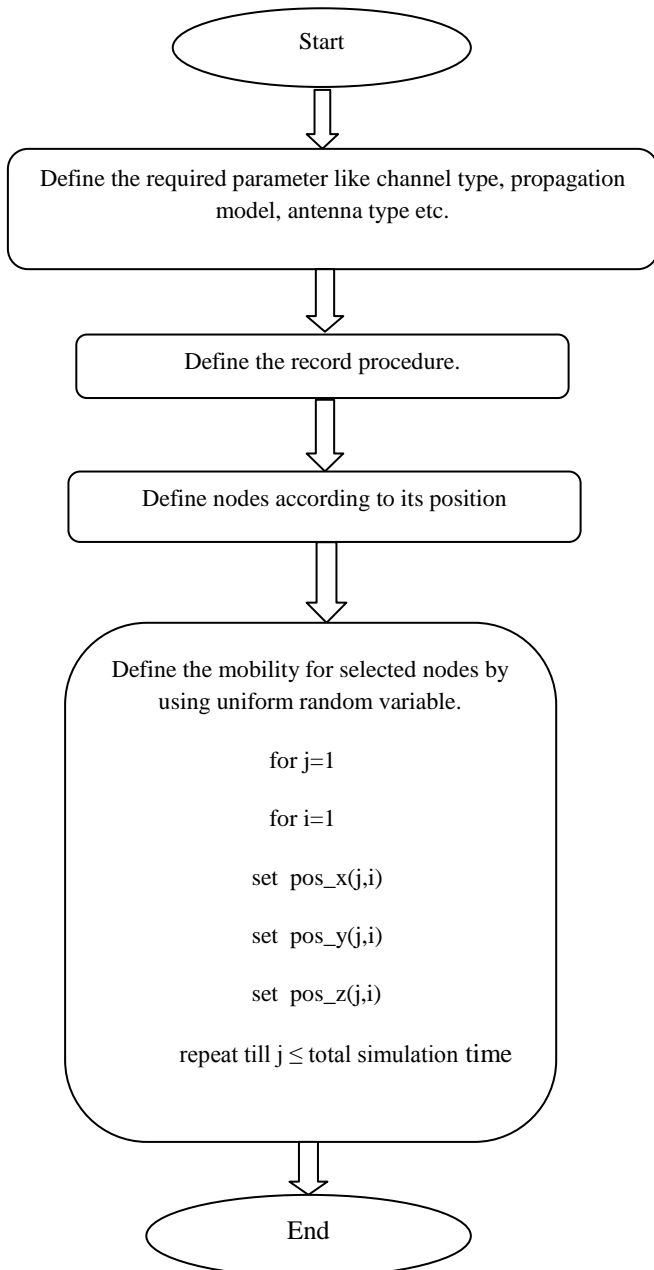 Start
Define the required parameter like channel type, propagation
model, antenna type etc.
Define the record procedure.
Define nodes according to its position
Define the mobility for selected nodes by
using uniform random variable.
for j=1
for i=1
set pos_x(j,i)
set pos_y(j,i)
set pos_z(j,i)
repeat till j ≤ total simulation time
End